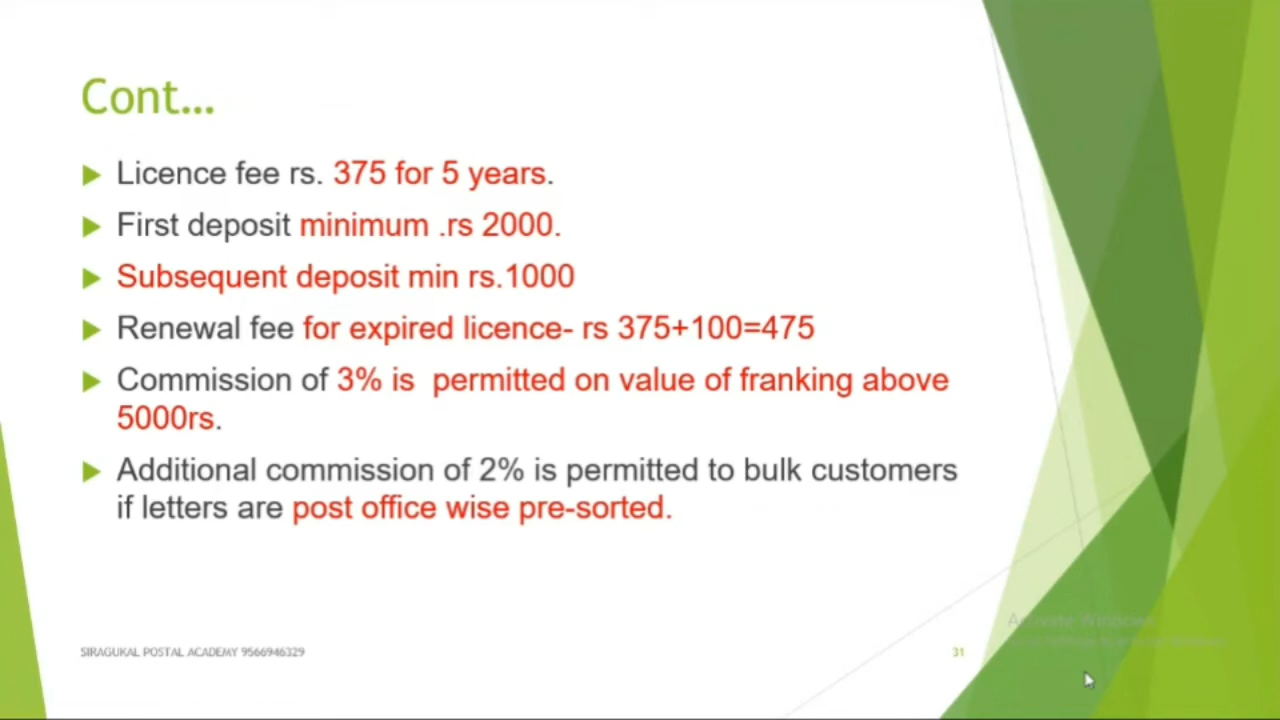 Cont...
Licence fee rs. 375 for 5 years.
First deposit minimum .rs 2000.
Subsequent deposit min rs.1000
Renewal fee for expired licence- rs 375+100=475
Commission of 3% is permitted on value of franking above
5000rs.
Additional commission of 2% is permitted to bulk customers
if letters are post office wise pre-sorted.
Activate Windows
SIRAGUKAL POSTAL ACADEMY 9566946329
31